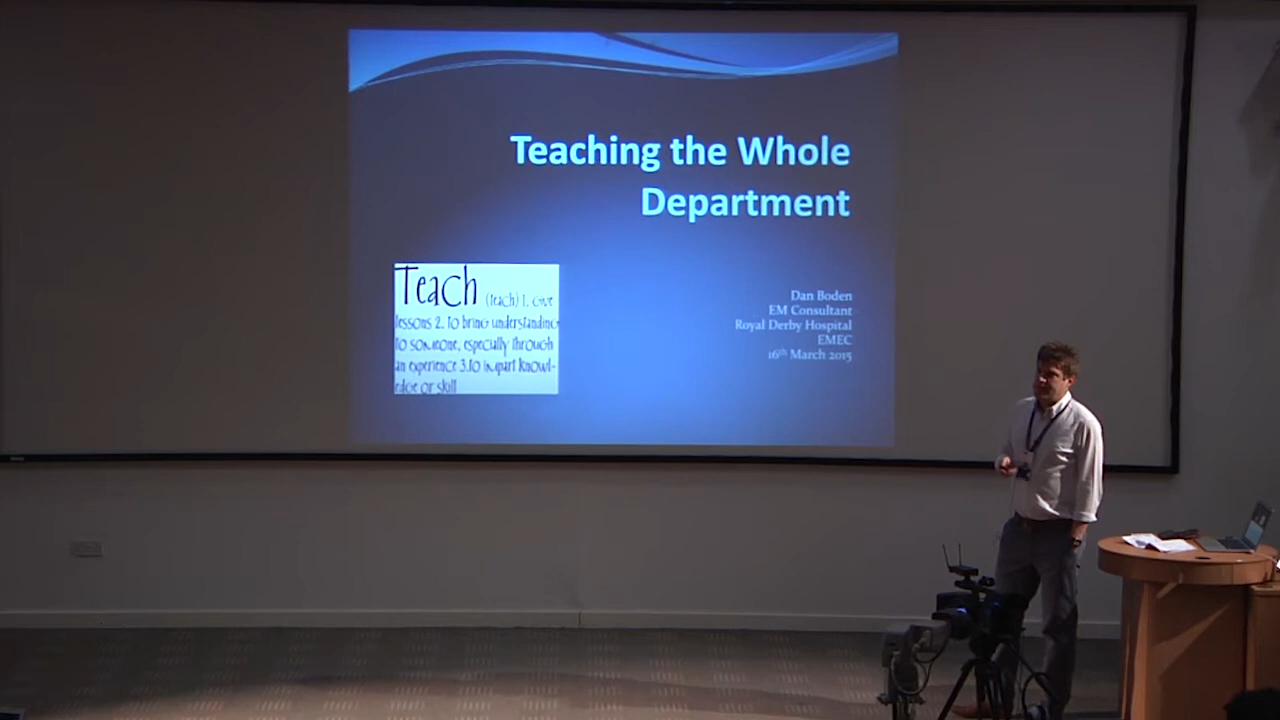 Teaching the Whole
Department
Teach (teach) 1. Give
lessons 2. To bring understanding
to someone, especially through
an experience 3. To impart knowl-
edge or skill
Dan Boden
EM Consultant
Royal Derby Hospital
EMEC
16th March 2015